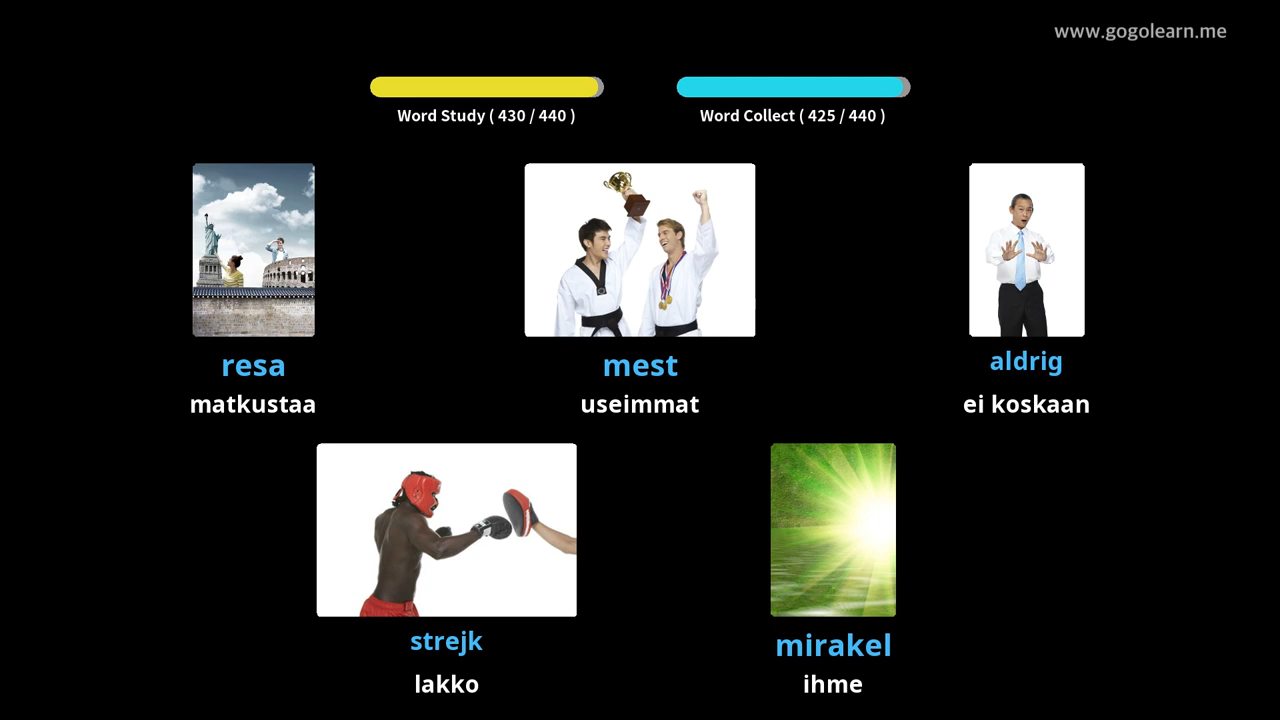 www.gogolearn.me
Word Study ( 430 / 440 )
Word Collect ( 425 / 440 )
resa
mest
aldrig
matkustaa
useimmat
ei koskaan
strejk
mirakel
lakko
ihme